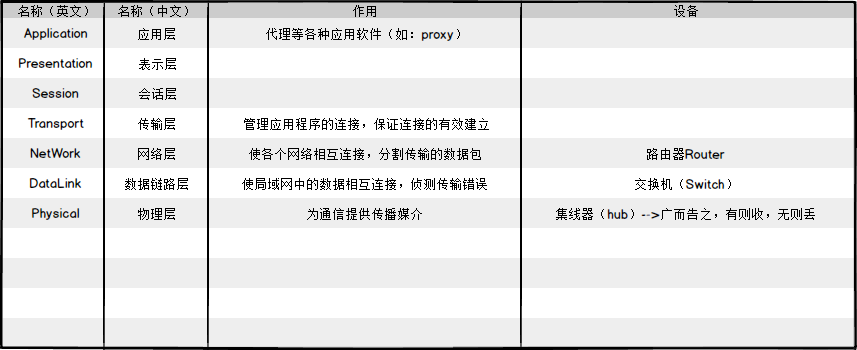 名称（英文） 名称（中文） 作用 设备
Application 应用层 代理等各种应用软件（如：proxy）
Presentation 表示层
Session 会话层
Transport 传输层 管理应用程序的连接，保证连接的有效建立
NetWork 网络层 使各个网络相互连接，分割传输的数据包 路由器Router
DataLink 数据链路层 使局域网中的数据相互连接，侦测传输错误 交换机（Switch）
Physical 物理层 为通信提供传播媒介 集线器（hub）-->广而告之，有则收，无则丢